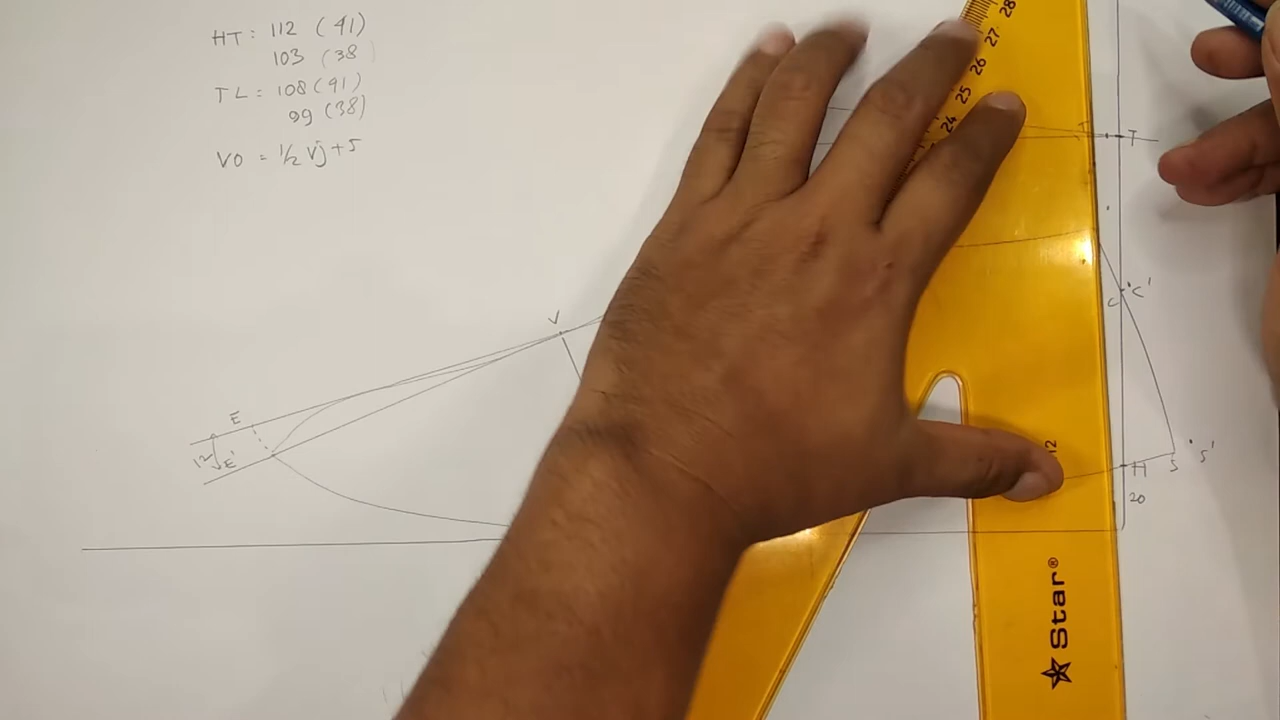 HT: 112 (41)
103 (38
TL = 108 (41)
99 (38)
VO = 1/2 Vj + 5
28
27
26
25
24
T
C C'
V
E
12
E'
12
H
S S'
20
Star®